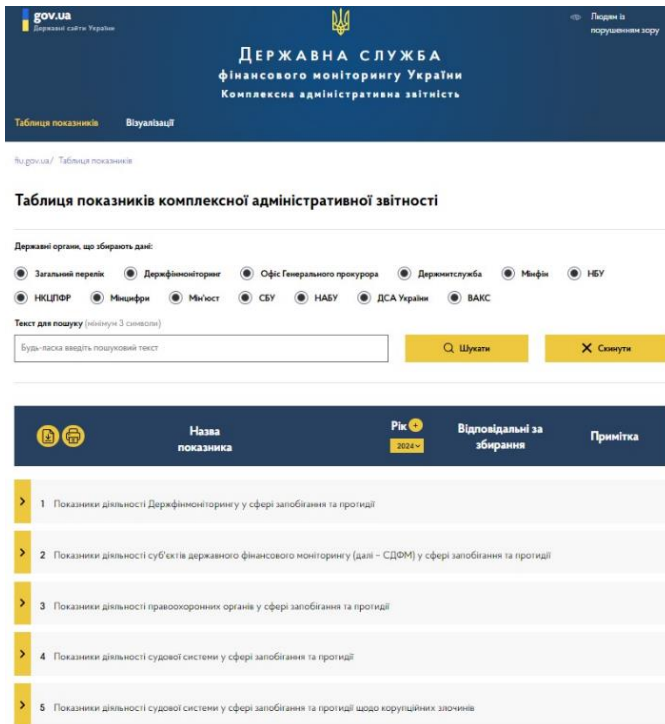 gov.ua
Державні сайти України
Людям із
порушенням зору
ДЕРЖАВНА СЛУЖБА
фінансового моніторингу України
Комплексна адміністративна звітність
Таблиця показників Візуалізації
fiu.gov.ua/ Таблиця показників
Таблиця показників комплексної адміністративної звітності
Державні органи, що збирають дані:
Загальний перелік Держфінмоніторинг Офіс Генерального прокурора Держмитслужба Мінфін НБУ
НКЦПФР Мінцифри Мін'юст СБУ НАБУ ДСА України ВАКС
Текст для пошуку (мінімум 3 символи)
Будь-ласка введіть пошуковий текст Шукати Скинути
Назва
показника
Рік +
2024
Відповідальні за
збирання
Примітка
1 Показники діяльності Держфінмоніторингу у сфері запобігання та протидії
2 Показники діяльності суб'єктів державного фінансового моніторингу (далі – СДФМ) у сфері запобігання та протидії
3 Показники діяльності правоохоронних органів у сфері запобігання та протидії
4 Показники діяльності судової системи у сфері запобігання та протидії
5 Показники діяльності судової системи у сфері запобігання та протидії щодо корупційних злочинів